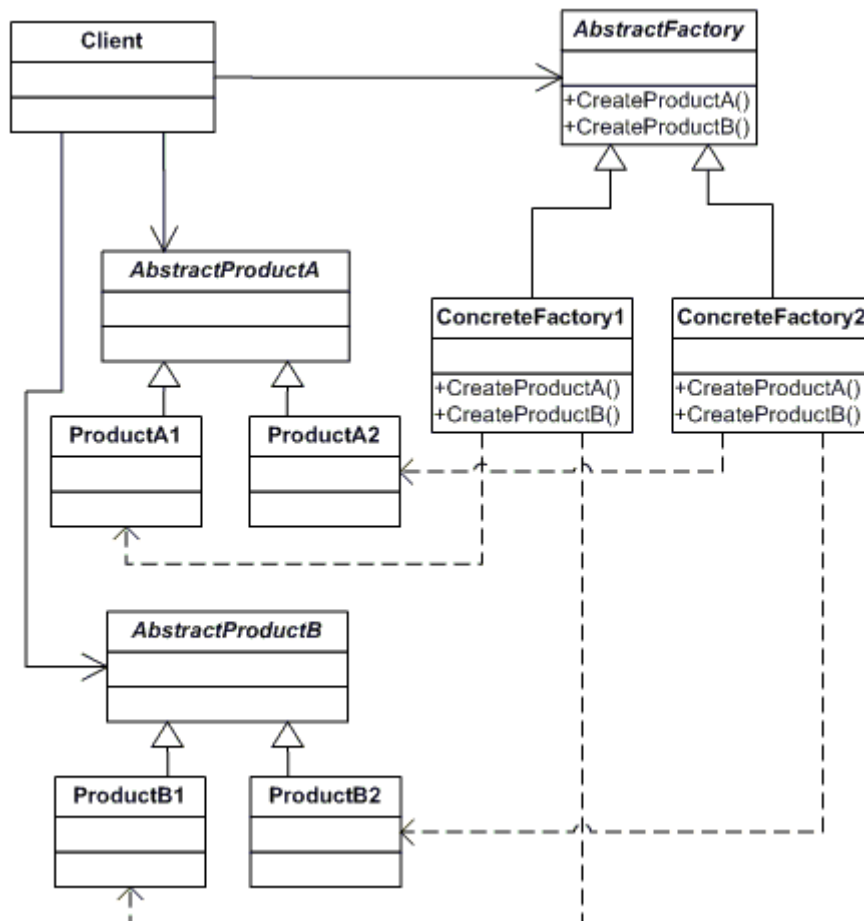 Client
AbstractFactory
+CreateProductA()
+CreateProductB()
AbstractProductA
ConcreteFactory1
+CreateProductA()
+CreateProductB()
ConcreteFactory2
+CreateProductA()
+CreateProductB()
ProductA1
ProductA2
AbstractProductB
ProductB1
ProductB2